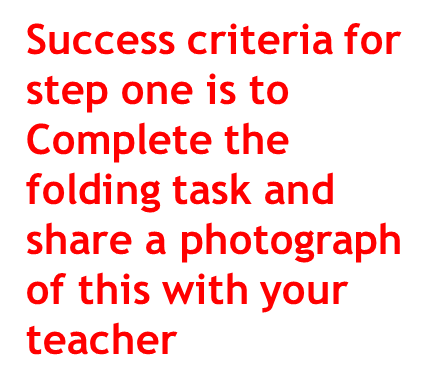 Success criteria for
step one is to
Complete the
folding task and
share a photograph
of this with your
teacher